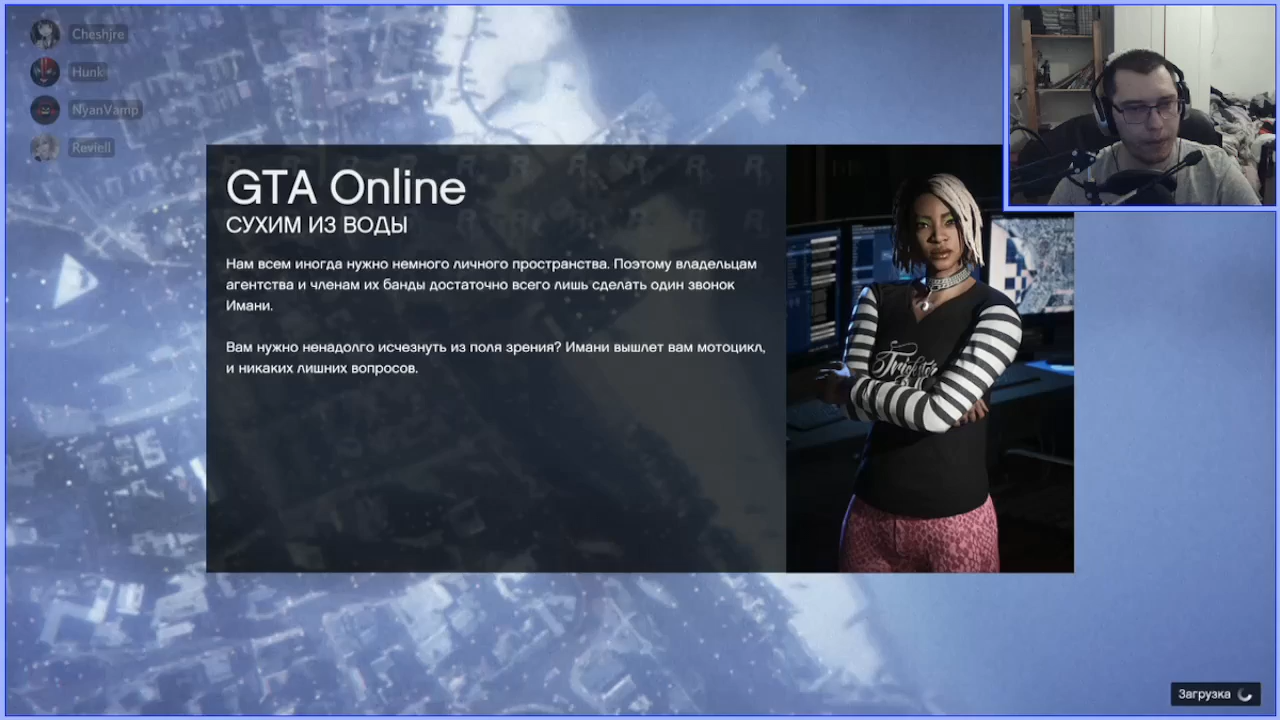 Cheshjre
Hunk
NyanVamp
Reviell
GTA Online
СУХИМ ИЗ ВОДЫ
Нам всем иногда нужно немного личного пространства. Поэтому владельцам
агентства и членам их банды достаточно всего лишь сделать один звонок
Имани.
Вам нужно ненадолго исчезнуть из поля зрения? Имани вышлет вам мотоцикл,
и никаких лишних вопросов.
Trickster
Загрузка